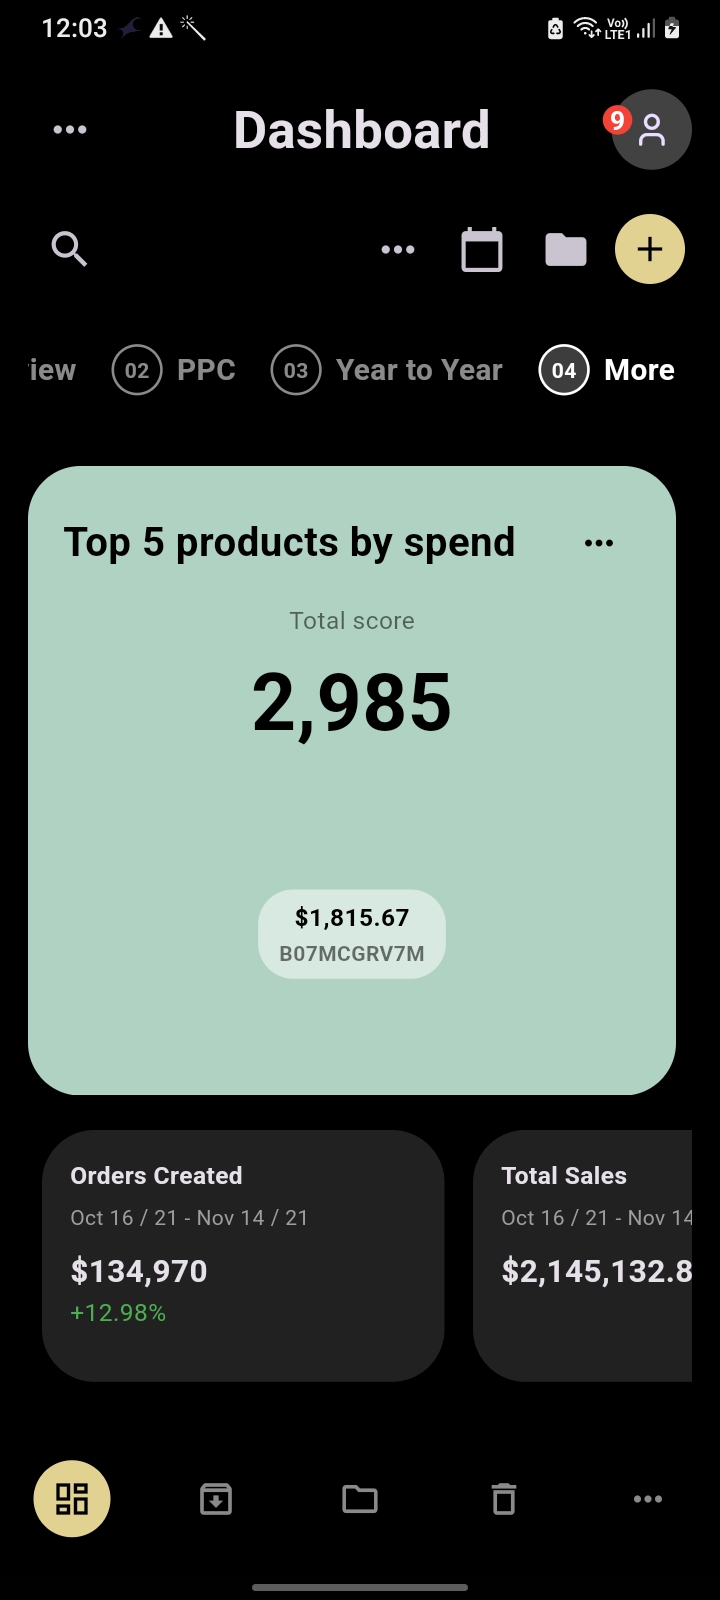 12:03
Vo))
LTE1
Dashboard
9
iew 02 PPC 03 Year to Year 04 More
Top 5 products by spend
Total score
2,985
$1,815.67
B07MCGRV7M
Orders Created
Oct 16 / 21 - Nov 14 / 21
$134,970
+12.98%
Total Sales
Oct 16 / 21 - Nov 14
$2,145,132.8